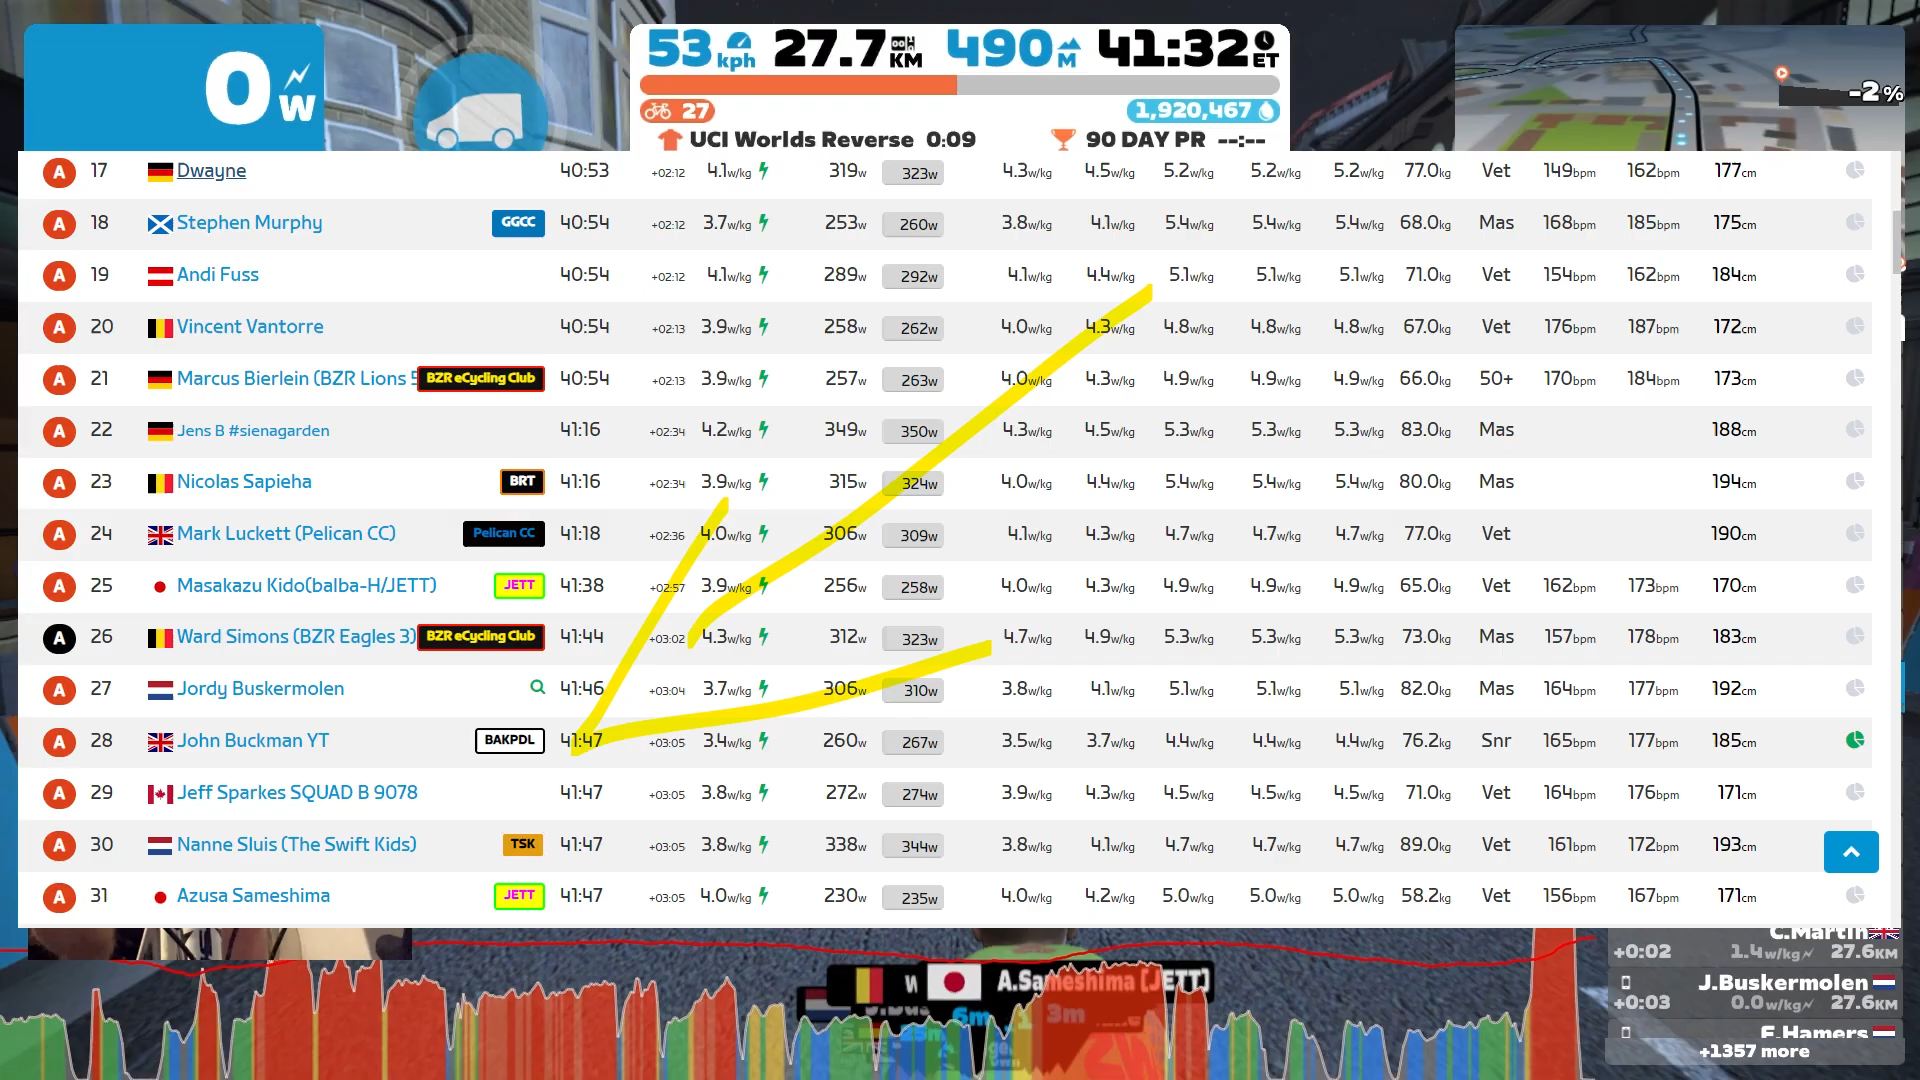 0w
53kph 27.7KM 490M 41:32ET
27 1,920,467
UCI Worlds Reverse 0:09 90 DAY PR --:--
-2%
A 17 Dwayne 40:53 +02:12 4.1w/kg 319w 323w 4.3w/kg 4.5w/kg 5.2w/kg 5.2w/kg 5.2w/kg 77.0kg Vet 149bpm 162bpm 177cm
A 18 Stephen Murphy GGCC 40:54 +02:12 3.7w/kg 253w 260w 3.8w/kg 4.1w/kg 5.4w/kg 5.4w/kg 5.4w/kg 68.0kg Mas 168bpm 185bpm 175cm
A 19 Andi Fuss 40:54 +02:12 4.1w/kg 289w 292w 4.1w/kg 4.4w/kg 5.1w/kg 5.1w/kg 5.1w/kg 71.0kg Vet 154bpm 162bpm 184cm
A 20 Vincent Vantorre 40:54 +02:13 3.9w/kg 258w 262w 4.0w/kg 4.3w/kg 4.8w/kg 4.8w/kg 4.8w/kg 67.0kg Vet 176bpm 187bpm 172cm
A 21 Marcus Bierlein (BZR Lions 5 BZR eCycling Club 40:54 +02:13 3.9w/kg 257w 263w 4.0w/kg 4.3w/kg 4.9w/kg 4.9w/kg 4.9w/kg 66.0kg 50+ 170bpm 184bpm 173cm
A 22 Jens B #sienagarden 41:16 +02:34 4.2w/kg 349w 350w 4.3w/kg 4.5w/kg 5.3w/kg 5.3w/kg 5.3w/kg 83.0kg Mas 188cm
A 23 Nicolas Sapieha BRT 41:16 +02:34 3.9w/kg 315w 324w 4.0w/kg 4.4w/kg 5.4w/kg 5.4w/kg 5.4w/kg 80.0kg Mas 194cm
A 24 Mark Luckett (Pelican CC) Pelican CC 41:18 +02:36 4.0w/kg 306w 309w 4.1w/kg 4.3w/kg 4.7w/kg 4.7w/kg 4.7w/kg 77.0kg Vet 190cm
A 25 Masakazu Kido(balba-H/JETT) JETT 41:38 +02:57 3.9w/kg 256w 258w 4.0w/kg 4.3w/kg 4.9w/kg 4.9w/kg 4.9w/kg 65.0kg Vet 162bpm 173bpm 170cm
A 26 Ward Simons (BZR Eagles 3) BZR eCycling Club 41:44 +03:02 4.3w/kg 312w 323w 4.7w/kg 4.9w/kg 5.3w/kg 5.3w/kg 5.3w/kg 73.0kg Mas 157bpm 178bpm 183cm
A 27 Jordy Buskermolen 41:46 +03:04 3.7w/kg 306w 310w 3.8w/kg 4.1w/kg 5.1w/kg 5.1w/kg 5.1w/kg 82.0kg Mas 164bpm 177bpm 192cm
A 28 John Buckman YT BAKPDL 41:47 +03:05 3.4w/kg 260w 267w 3.5w/kg 3.7w/kg 4.4w/kg 4.4w/kg 4.4w/kg 76.2kg Snr 165bpm 177bpm 185cm
A 29 Jeff Sparkes SQUAD B 9078 41:47 +03:05 3.8w/kg 272w 274w 3.9w/kg 4.3w/kg 4.5w/kg 4.5w/kg 4.5w/kg 71.0kg Vet 164bpm 176bpm 171cm
A 30 Nanne Sluis (The Swift Kids) TSK 41:47 +03:05 3.8w/kg 338w 344w 3.8w/kg 4.1w/kg 4.7w/kg 4.7w/kg 4.7w/kg 89.0kg Vet 161bpm 172bpm 193cm
A 31 Azusa Sameshima JETT 41:47 +03:05 4.0w/kg 230w 235w 4.0w/kg 4.2w/kg 5.0w/kg 5.0w/kg 5.0w/kg 58.2kg Vet 156bpm 167bpm 171cm
C.Martin
+0:02 1.4w/kg 27.6KM
A.Sameshima (JETT)
J.Buskermolen
+0:03 0.0w/kg 27.6KM
6m 3m
E.Hamers
+1357 more